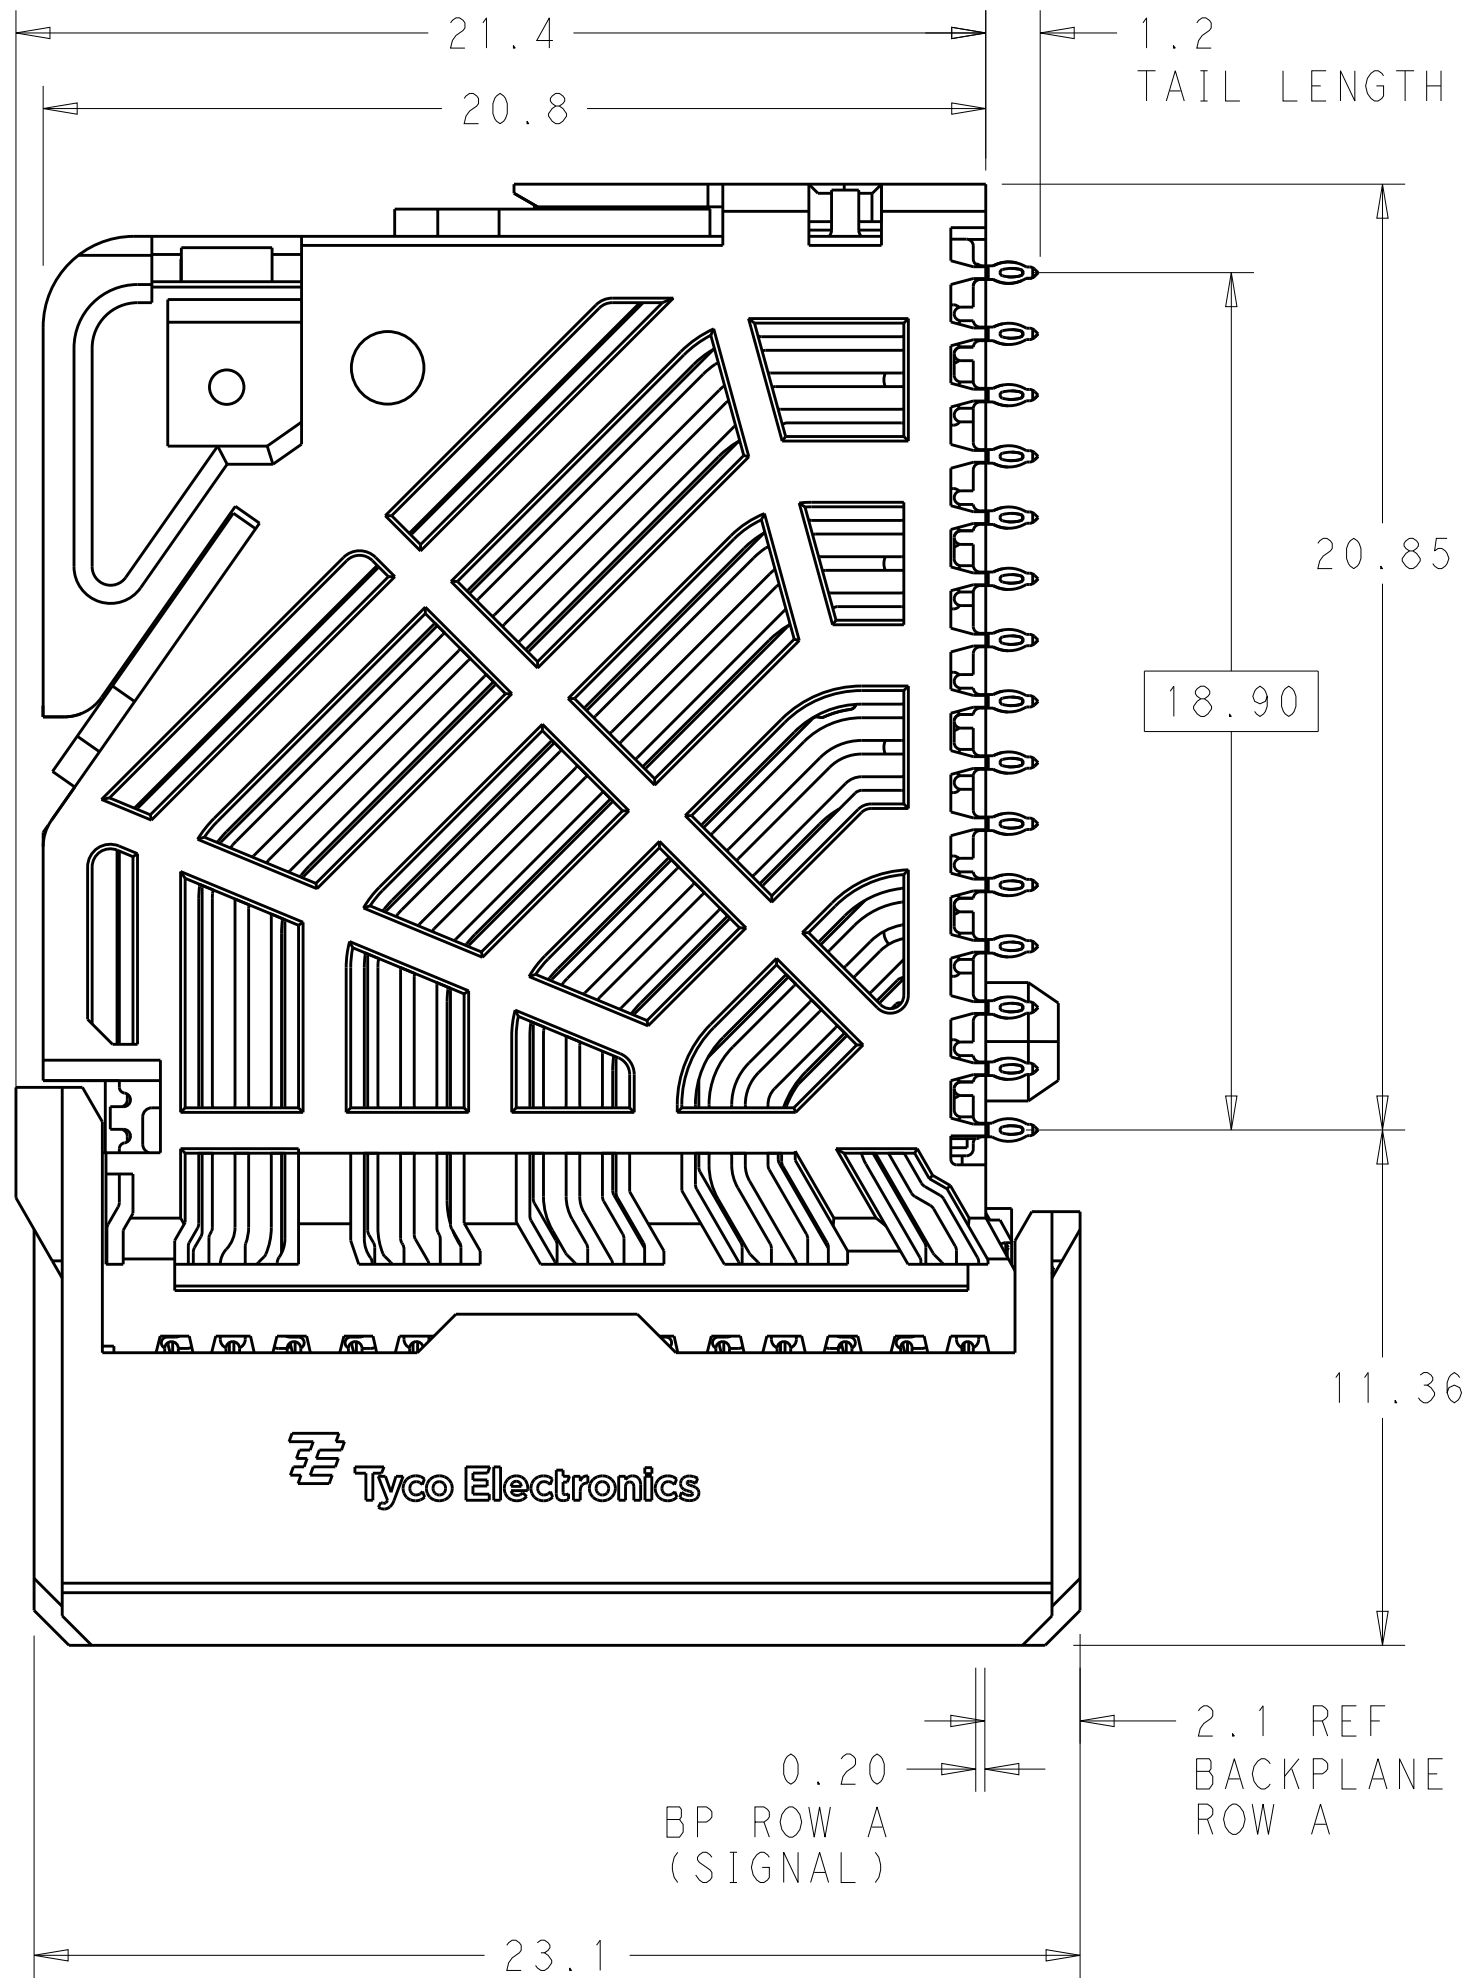 21.4
1.2
TAIL LENGTH
20.8
20.85
18.90
11.36
Tyco Electronics
2.1 REF
BACKPLANE
ROW A
0.20
BP ROW A
(SIGNAL)
23.1